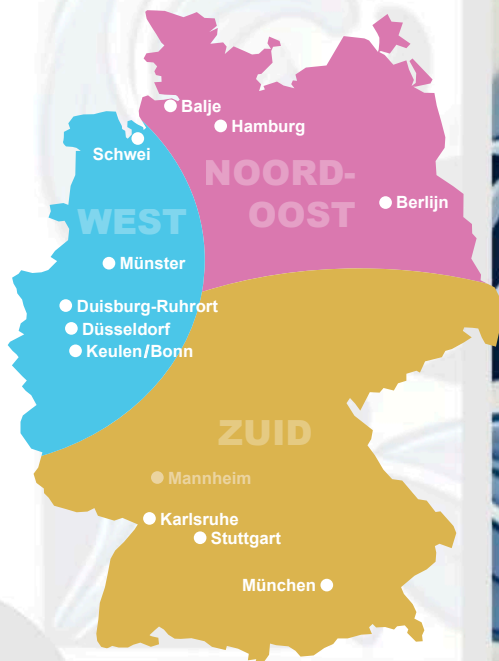 Balje
Hamburg
Schwei
NOORD-
OOST
Berlijn
WEST
Münster
Duisburg-Ruhrort
Düsseldorf
Keulen/Bonn
ZUID
Mannheim
Karlsruhe
Stuttgart
München